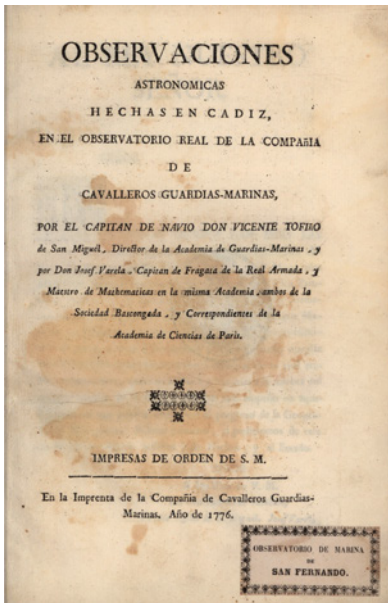 OBSERVACIONES
ASTRONOMICAS
HECHAS EN CADIZ,
EN EL OBSERVATORIO REAL DE LA COMPAñIA
DE
CAVALLEROS GUARDIAS-MARINAS,
POR EL CAPITAN DE NAVIO DON VICENTE TOFIñO
de San Miguèl, Director de la Academia de Guardias-Marinas, y
por Don Josef Varela, Capitan de Fragata de la Real Armada, y
Maestro de Mathematicas en la misma Academia, ambos de la
Sociedad Bascongada, y Correspondientes de la
Academia de Ciencias de Paris.
IMPRESAS DE ORDEN DE S. M.
En la Imprenta de la Compañia de Cavalleros Guardias-
Marinas, Año de 1776.
OBSERVATORIO DE MARINA
DE
SAN FERNANDO.